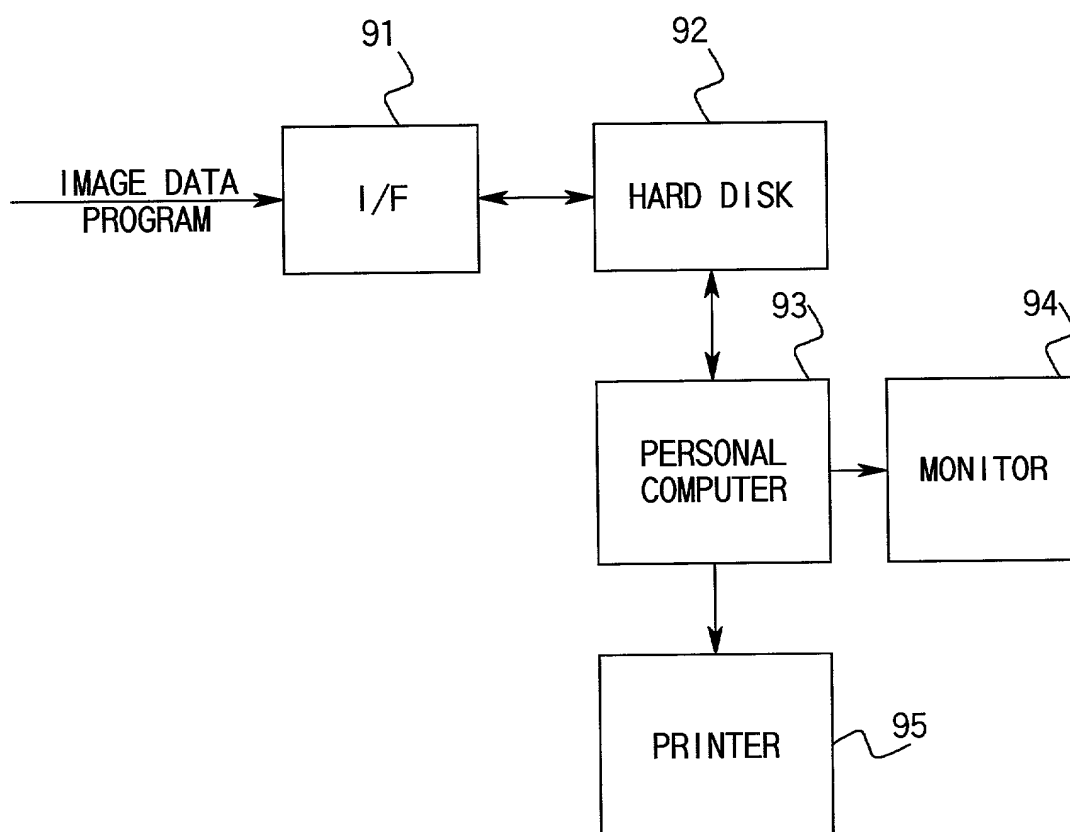 91
92
IMAGE DATA
PROGRAM
I/F
HARD DISK
93
94
PERSONAL
COMPUTER
MONITOR
PRINTER
95